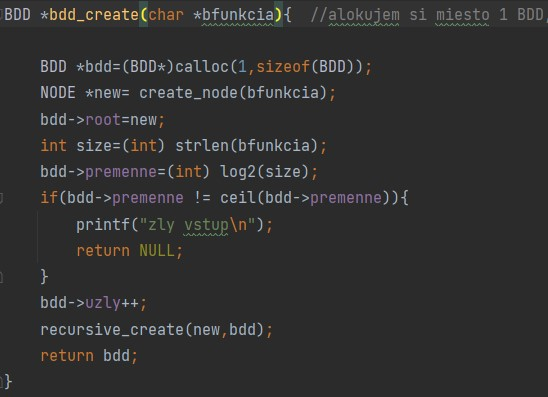 BDD *bdd_create(char *bfunkcia){  //alokujem si miesto 1 BDD,
BDD *bdd=(BDD*)calloc(1,sizeof(BDD));
NODE *new= create_node(bfunkcia);
bdd->root=new;
int size=(int) strlen(bfunkcia);
bdd->premenne=(int) log2(size);
if(bdd->premenne != ceil(bdd->premenne)){
printf("zly vstup\n");
return NULL;
}
bdd->uzly++;
recursive_create(new,bdd);
return bdd;
}